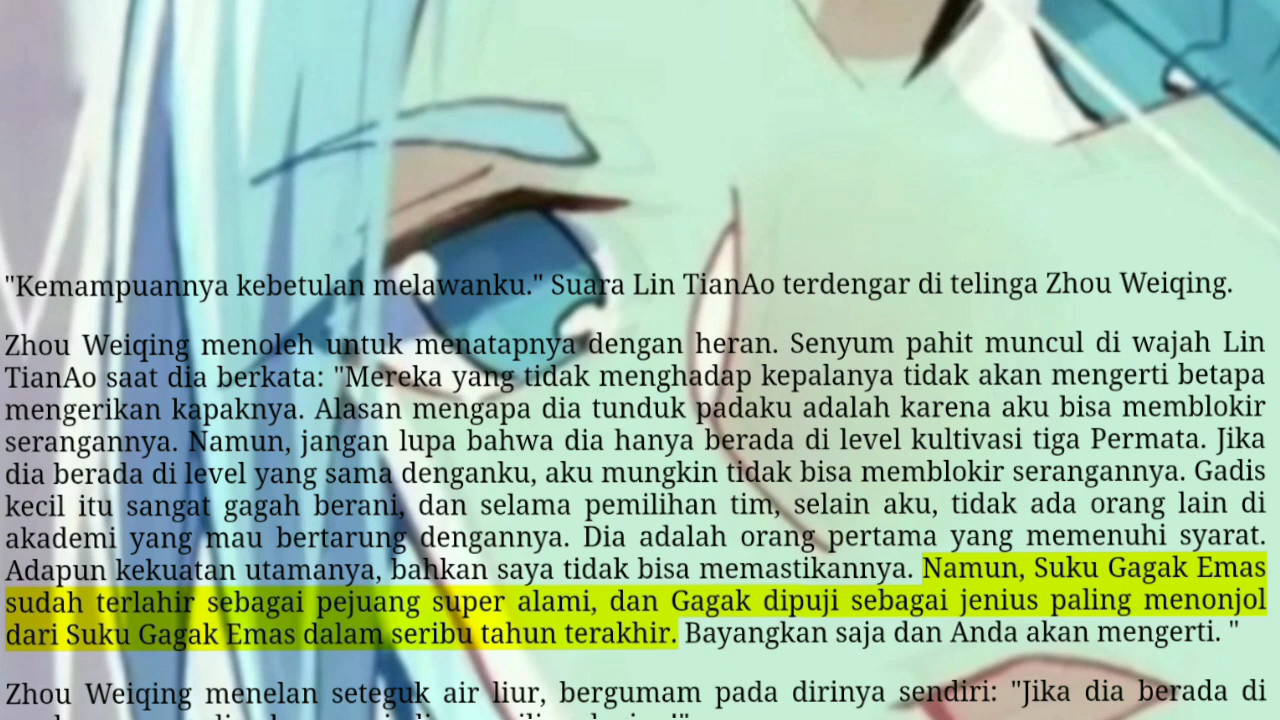 "Kemampuannya kebetulan melawanku." Suara Lin TianAo terdengar di telinga Zhou Weiqing.
Zhou Weiqing menoleh untuk menatapnya dengan heran. Senyum pahit muncul di wajah Lin
TianAo saat dia berkata: "Mereka yang tidak menghadap kepalanya tidak akan mengerti betapa
mengerikan kapaknya. Alasan mengapa dia tunduk padaku adalah karena aku bisa memblokir
serangannya. Namun, jangan lupa bahwa dia hanya berada di level kultivasi tiga Permata. Jika
dia berada di level yang sama denganku, aku mungkin tidak bisa memblokir serangannya. Gadis
kecil itu sangat gagah berani, dan selama pemilihan tim, selain aku, tidak ada orang lain di
akademi yang mau bertarung dengannya. Dia adalah orang pertama yang memenuhi syarat.
Adapun kekuatan utamanya, bahkan saya tidak bisa memastikannya. Namun, Suku Gagak Emas
sudah terlahir sebagai pejuang super alami, dan Gagak dipuji sebagai jenius paling menonjol
dari Suku Gagak Emas dalam seribu tahun terakhir. Bayangkan saja dan Anda akan mengerti. "
Zhou Weiqing menelan seteguk air liur, bergumam pada dirinya sendiri: "Jika dia berada di